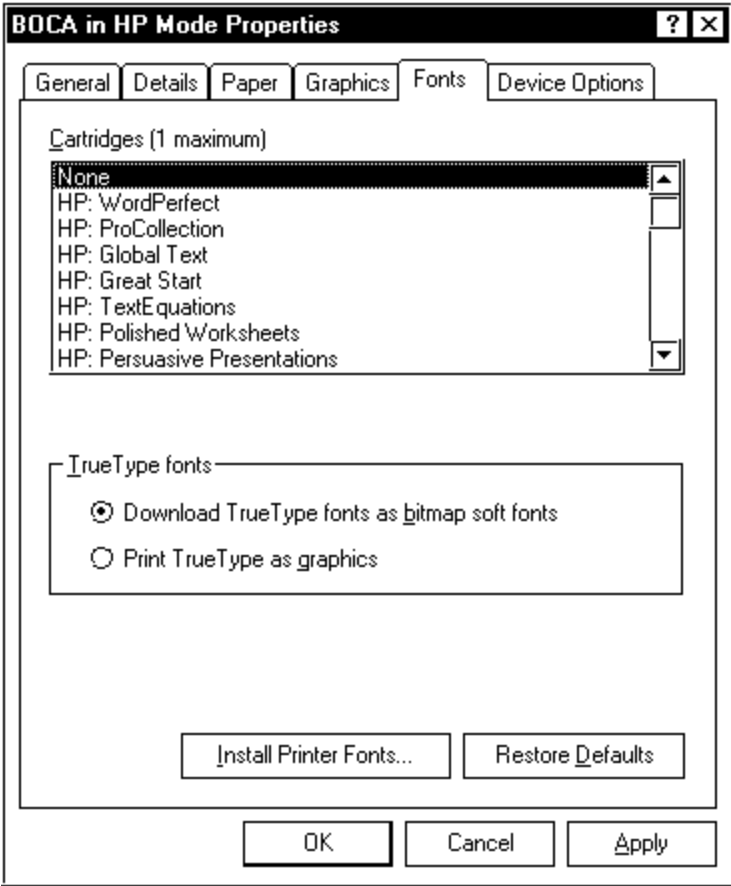 BOCA in HP Mode Properties
? ×
General Details Paper Graphics Fonts Device Options
Cartridges (1 maximum)
None
HP: WordPerfect
HP: ProCollection
HP: Global Text
HP: Great Start
HP: TextEquations
HP: Polished Worksheets
HP: Persuasive Presentations
TrueType fonts
Download TrueType fonts as bitmap soft fonts
Print TrueType as graphics
Install Printer Fonts... Restore Defaults
OK Cancel Apply